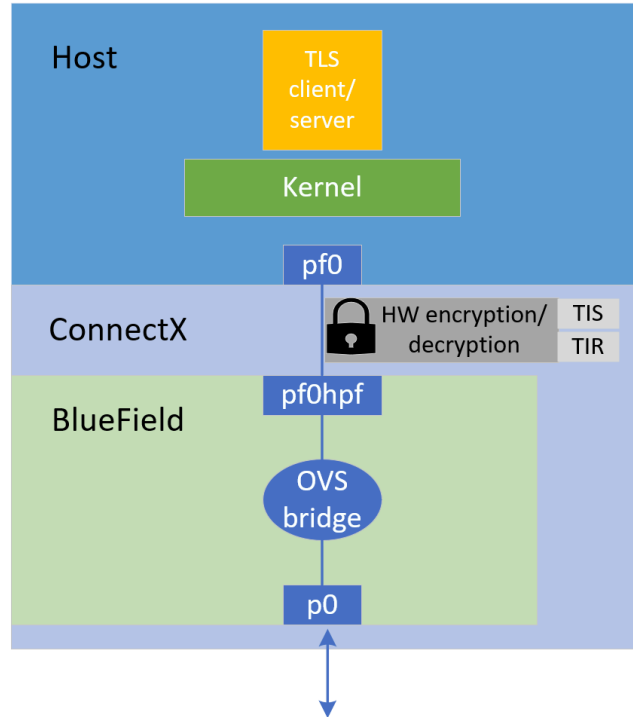 Host
TLS
client/
server
Kernel
pf0
ConnectX
HW encryption/
decryption
TIS
TIR
pf0hpf
BlueField
OVS
bridge
p0